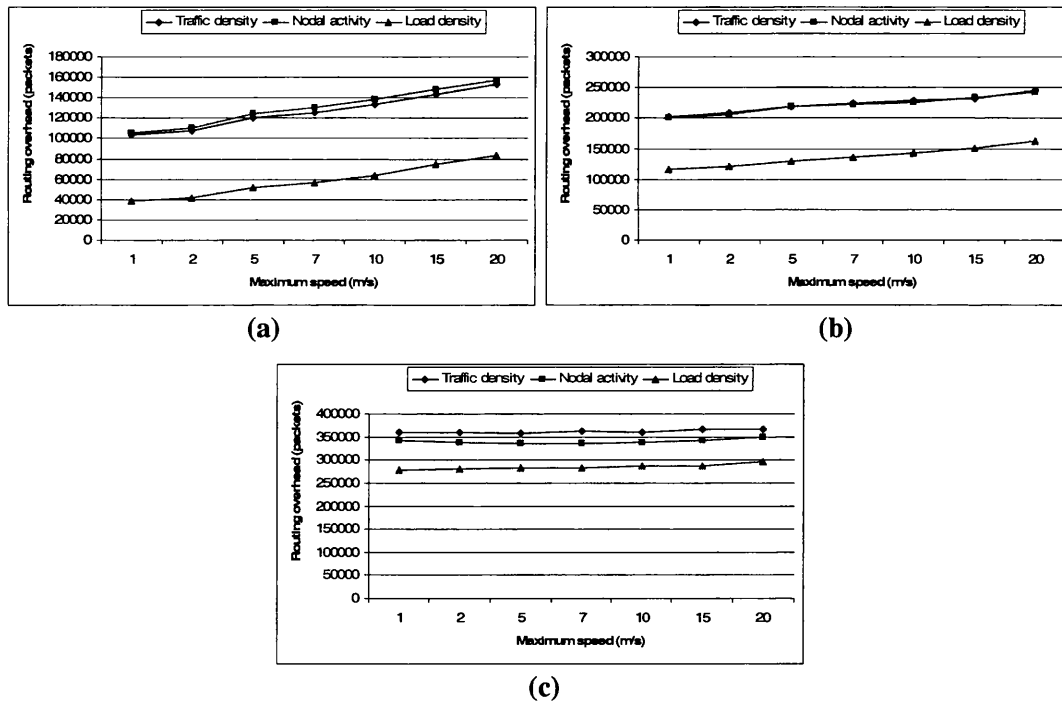 Traffic density Nodal activity Load density
Routing overhead (packets)
180000
160000
140000
120000
100000
80000
60000
40000
20000
0
1 2 5 7 10 15 20
Maximum speed (m/s)
(a)
Traffic density Nodal activity Load density
Routing overhead (packets)
300000
250000
200000
150000
100000
50000
0
1 2 5 7 10 15 20
Maximum speed (m/s)
(b)
Traffic density Nodal activity Load density
Routing overhead (packets)
400000
350000
300000
250000
200000
150000
100000
50000
0
1 2 5 7 10 15 20
Maximum speed (m/s)
(c)